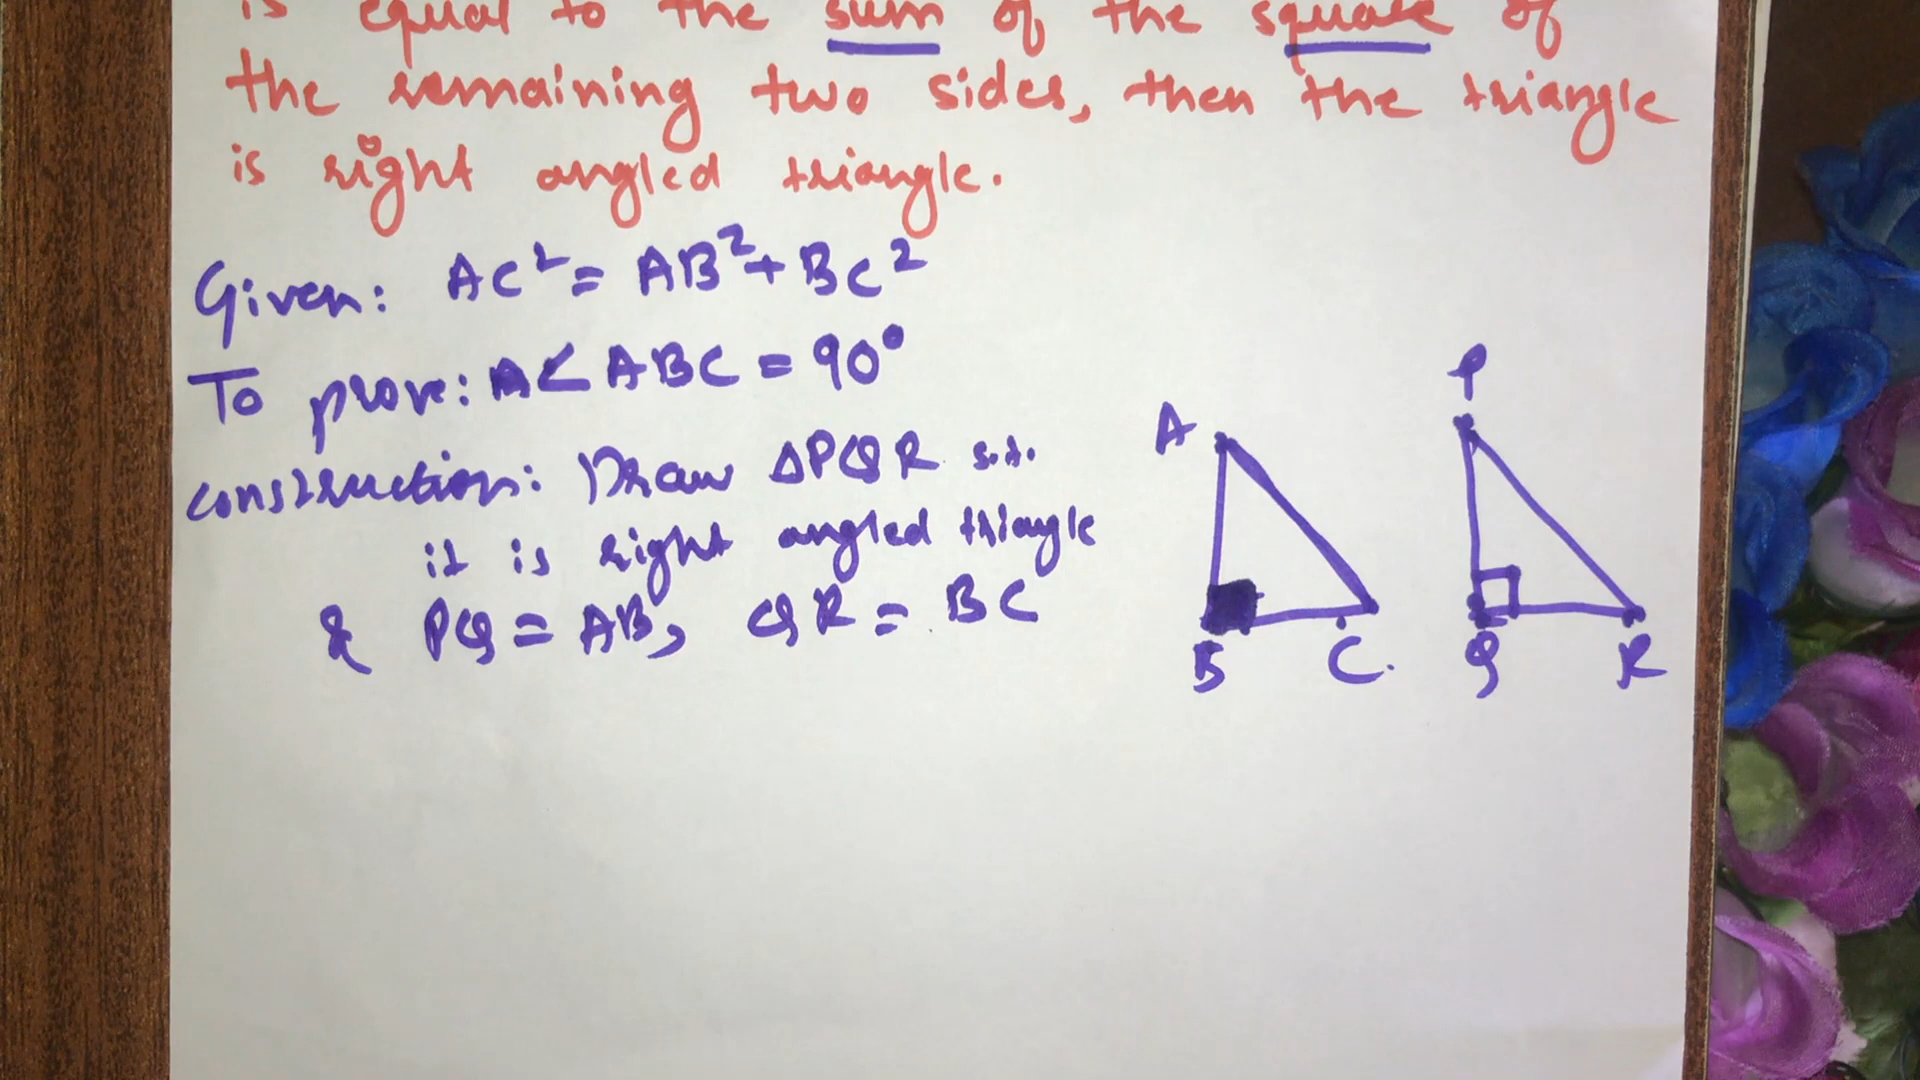 is equal to the sum of the square of
the remaining two sides, then the triangle
is right angled triangle.
Given: AC² = AB² + BC²
To prove: ∠ABC = 90°
construction: Draw ΔPQR s.t.
it is right angled triangle
& PQ = AB, QR = BC
A
B
C
P
Q
R